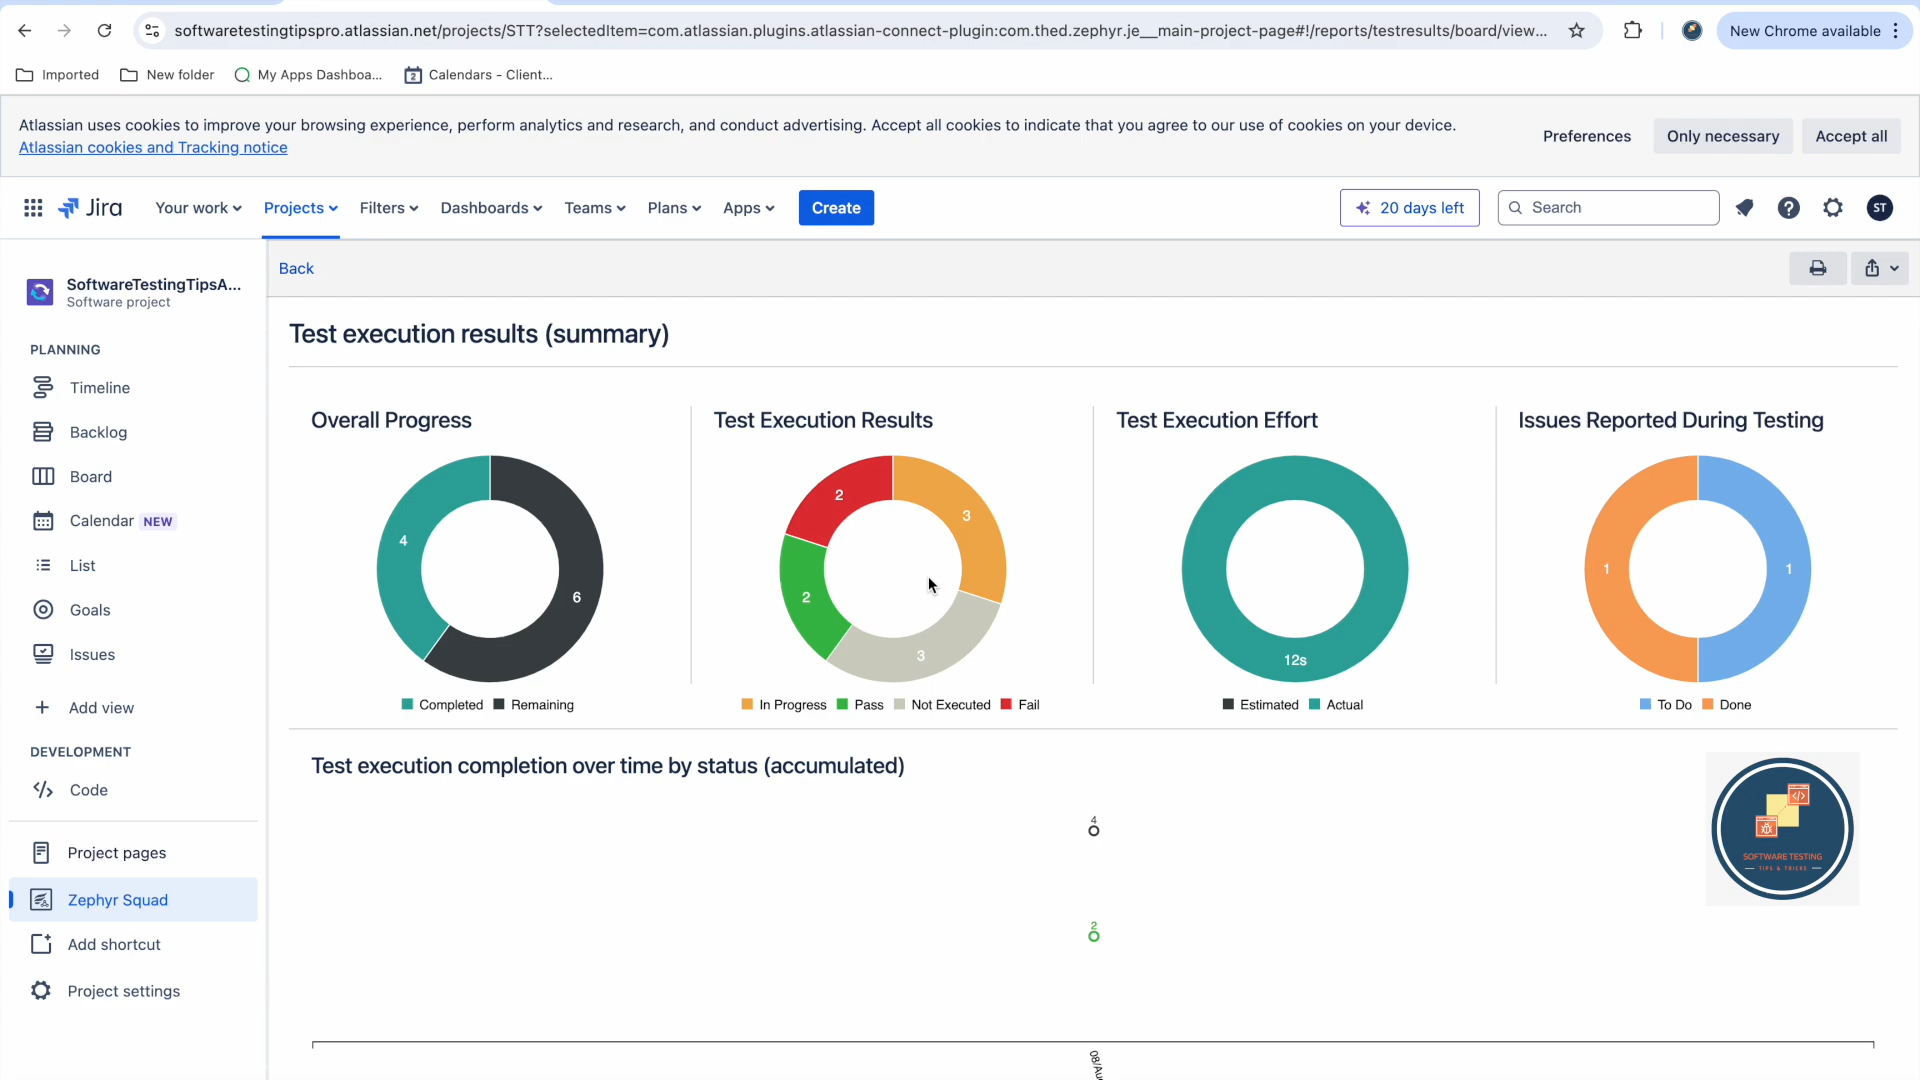 softwaretestingtipspro.atlassian.net/projects/STT?selectedItem=com.atlassian.plugins.atlassian-connect-plugin:com.thed.zephyr.je__main-project-page#!/reports/testresults/board/view...
New Chrome available
Imported
New folder
My Apps Dashboa...
2
Calendars - Client...
Atlassian uses cookies to improve your browsing experience, perform analytics and research, and conduct advertising. Accept all cookies to indicate that you agree to our use of cookies on your device.
Atlassian cookies and Tracking notice
Preferences
Only necessary
Accept all
Jira
Your work
Projects
Filters
Dashboards
Teams
Plans
Apps
Create
20 days left
Search
ST
SoftwareTestingTipsA...
Software project
PLANNING
Timeline
Backlog
Board
Calendar NEW
List
Goals
Issues
Add view
DEVELOPMENT
Code
Project pages
Zephyr Squad
Add shortcut
Project settings
Back
Test execution results (summary)
Overall Progress
4
6
Completed Remaining
Test Execution Results
2
3
2
3
In Progress Pass Not Executed Fail
Test Execution Effort
12s
Estimated Actual
Issues Reported During Testing
1
1
To Do Done
Test execution completion over time by status (accumulated)
4
2
SOFTWARE TESTING
TIPS & TRICKS